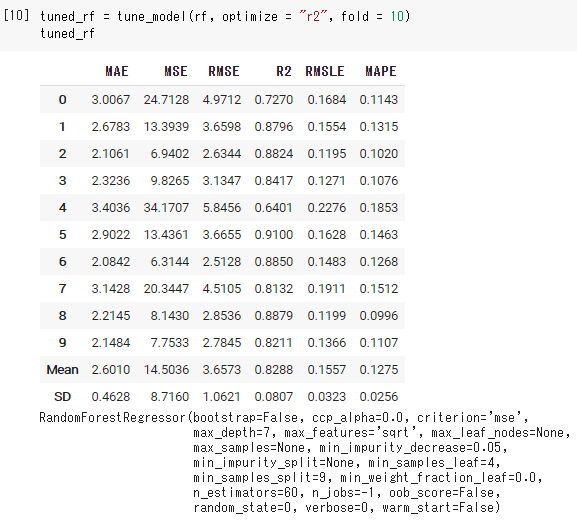 [10] tuned_rf = tune_model(rf, optimize = "r2", fold = 10)
tuned_rf
MAE MSE RMSE R2 RMSLE MAPE
0 3.0067 24.7128 4.9712 0.7270 0.1684 0.1143
1 2.6783 13.3939 3.6598 0.8796 0.1554 0.1315
2 2.1061 6.9402 2.6344 0.8824 0.1195 0.1020
3 2.3236 9.8265 3.1347 0.8417 0.1271 0.1076
4 3.4036 34.1707 5.8456 0.6401 0.2276 0.1853
5 2.9022 13.4361 3.6655 0.9100 0.1628 0.1463
6 2.0842 6.3144 2.5128 0.8850 0.1483 0.1268
7 3.1428 20.3447 4.5105 0.8132 0.1911 0.1512
8 2.2145 8.1430 2.8536 0.8879 0.1199 0.0996
9 2.1484 7.7533 2.7845 0.8211 0.1366 0.1107
Mean 2.6010 14.5036 3.6573 0.8288 0.1557 0.1275
SD 0.4628 8.7160 1.0621 0.0807 0.0323 0.0256
RandomForestRegressor(bootstrap=False, ccp_alpha=0.0, criterion='mse',
max_depth=7, max_features='sqrt', max_leaf_nodes=None,
max_samples=None, min_impurity_decrease=0.05,
min_impurity_split=None, min_samples_leaf=4,
min_samples_split=9, min_weight_fraction_leaf=0.0,
n_estimators=60, n_jobs=-1, oob_score=False,
random_state=0, verbose=0, warm_start=False)